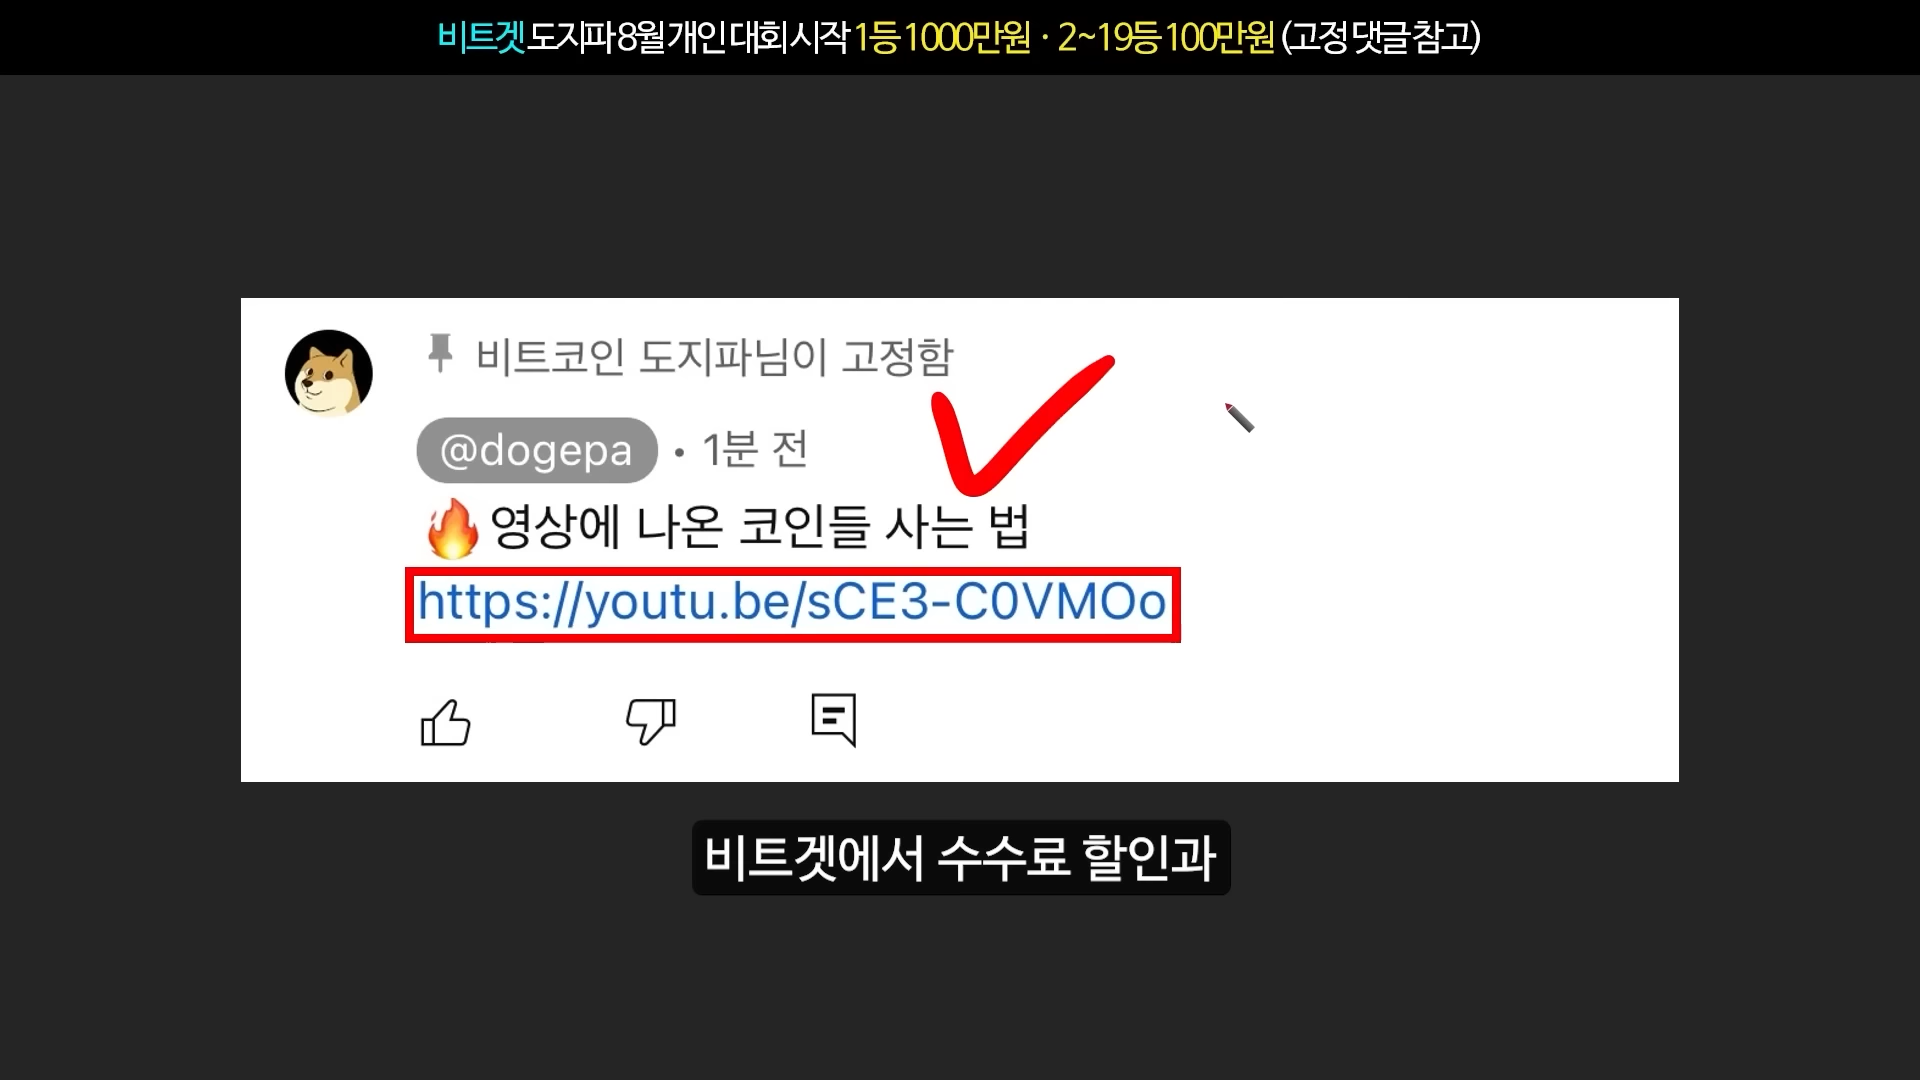 비트겟 도지파 8월 개인 대회 시작 1등 1000만원 · 2~19등 100만원 (고정 댓글 참고)
비트코인 도지파님이 고정함
@dogepa • 1분 전
🔥 영상에 나온 코인들 사는 법
https://youtu.be/sCE3-C0VMOo
비트겟에서 수수료 할인과